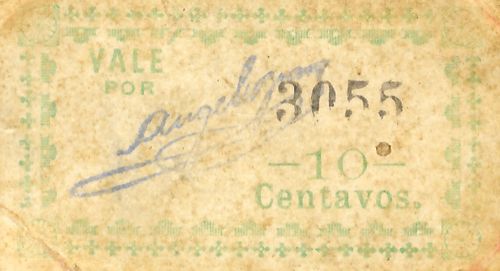 VALE
POR
3055
—10—
Centavos.